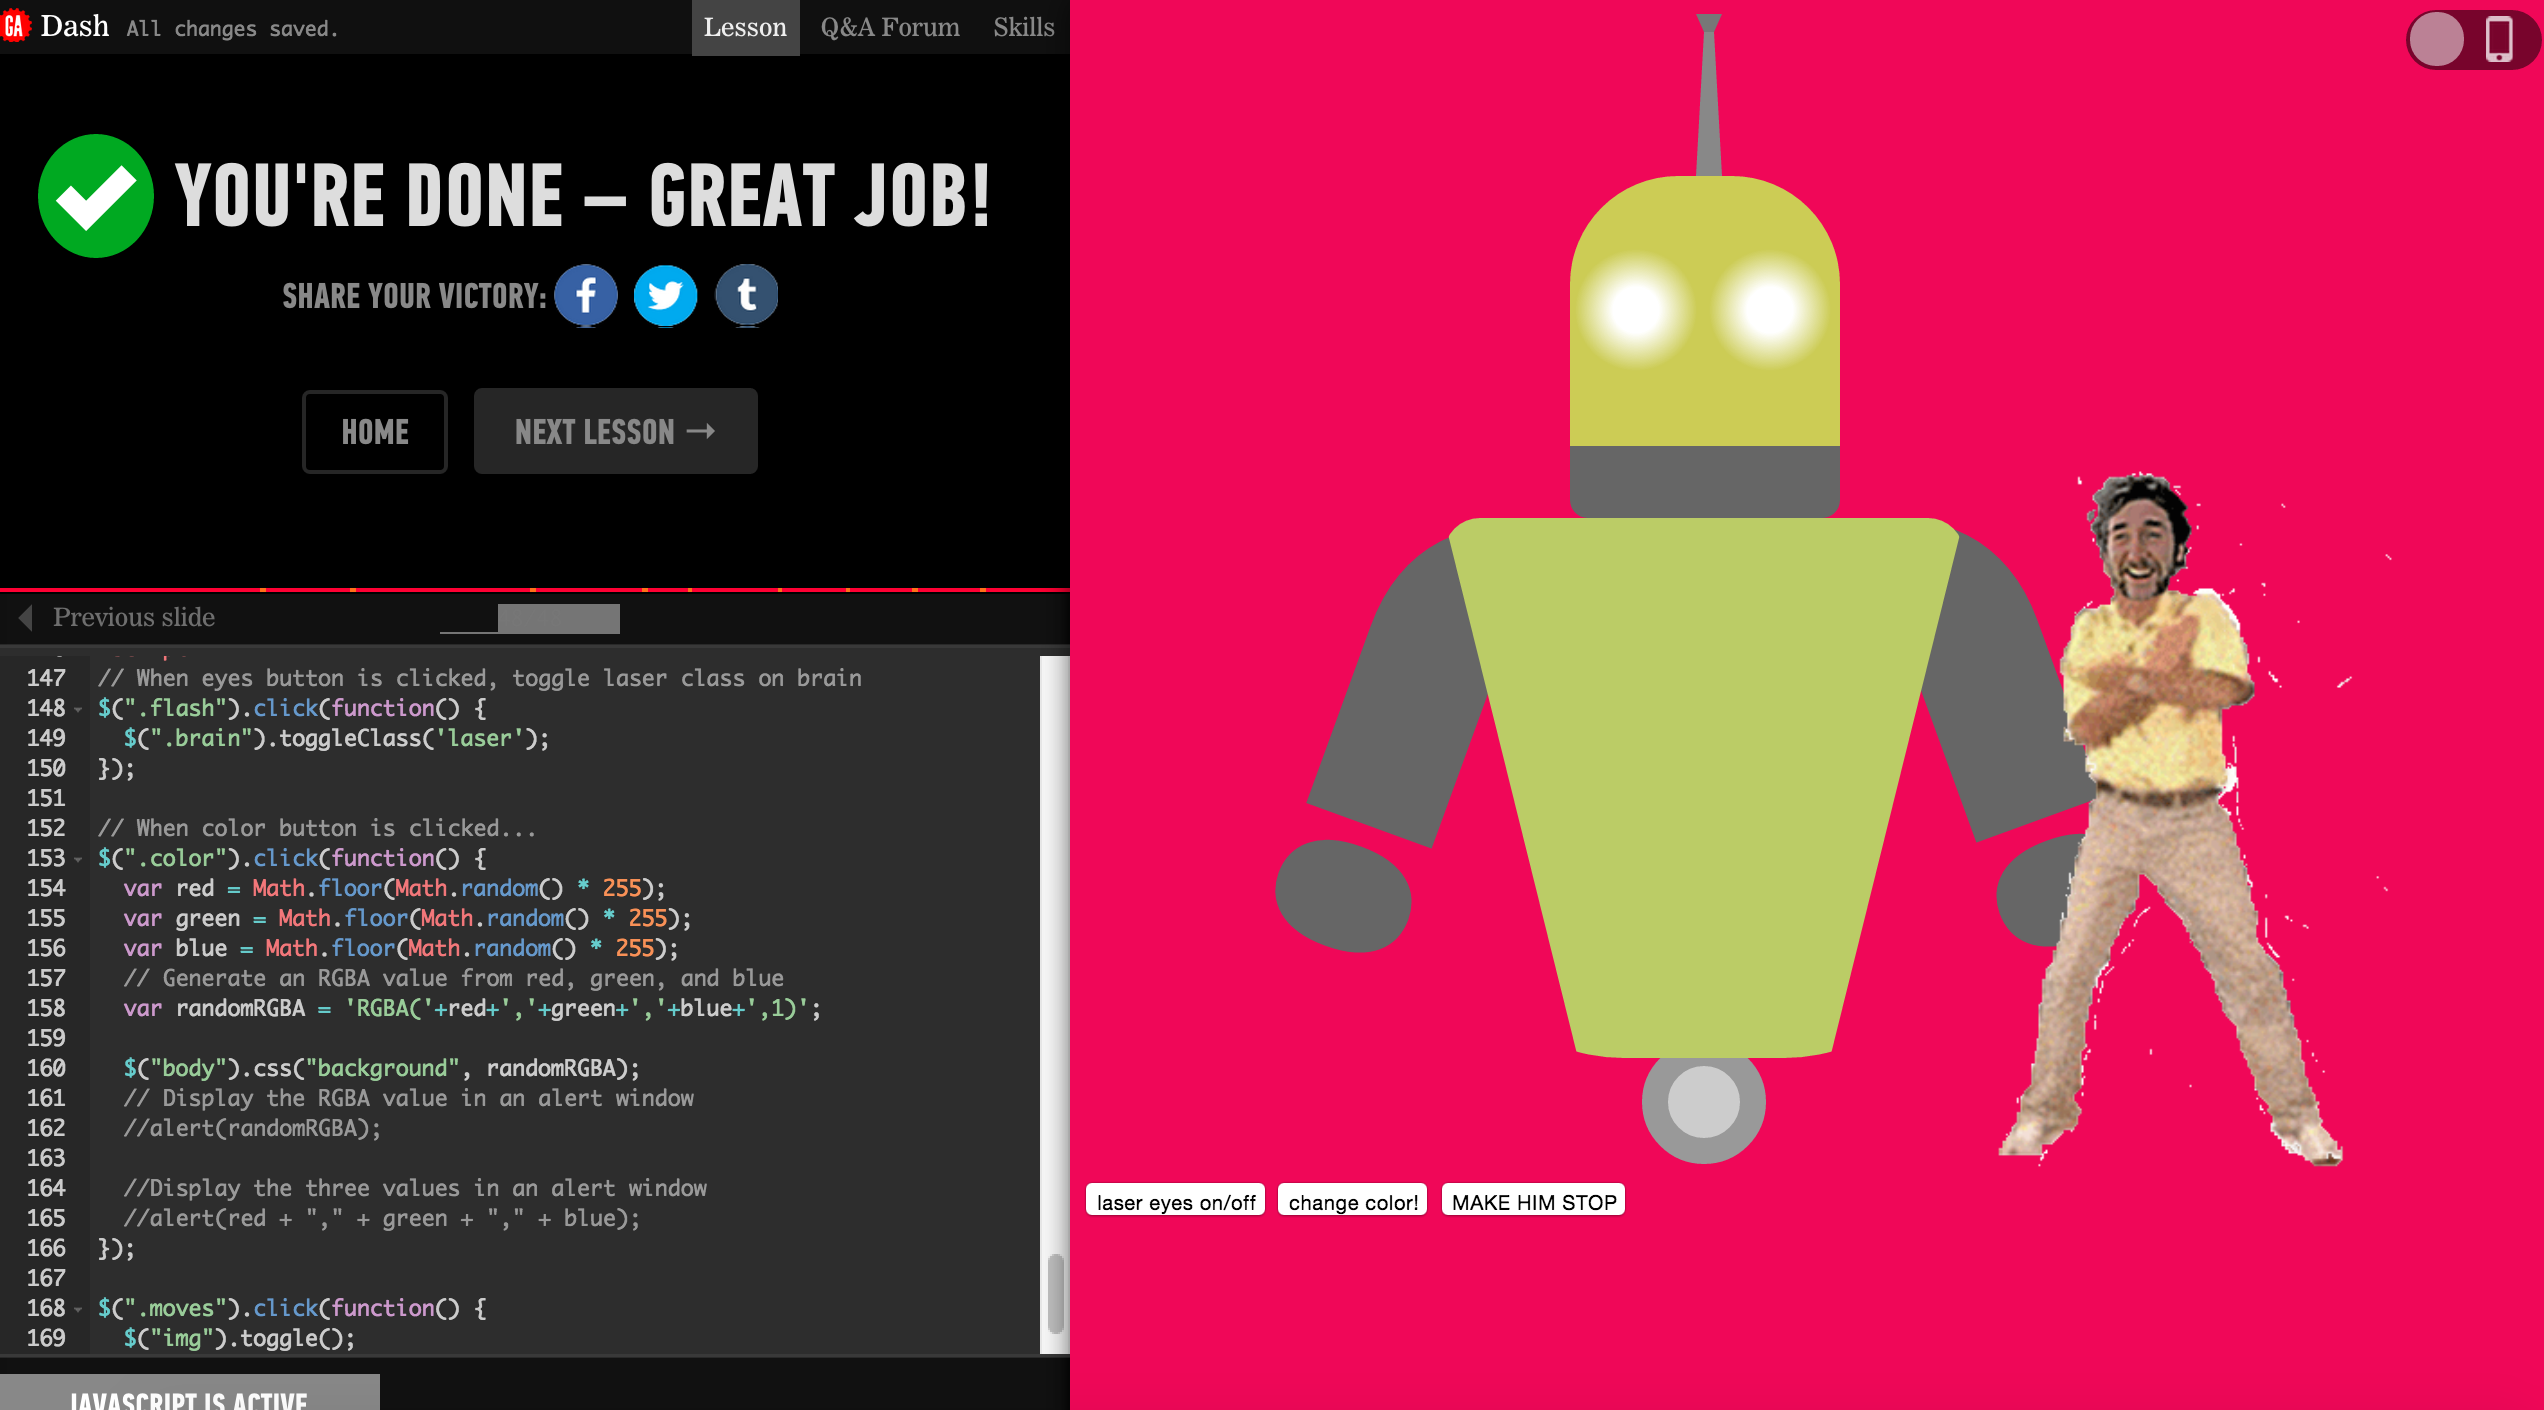 GA Dash All changes saved. Lesson Q&A Forum Skills
YOU'RE DONE – GREAT JOB!
SHARE YOUR VICTORY: f t
HOME NEXT LESSON →
Previous slide
147 // When eyes button is clicked, toggle laser class on brain
148 $(".flash").click(function() {
149 $(".brain").toggleClass('laser');
150 });
151
152 // When color button is clicked...
153 $(".color").click(function() {
154 var red = Math.floor(Math.random() * 255);
155 var green = Math.floor(Math.random() * 255);
156 var blue = Math.floor(Math.random() * 255);
157 // Generate an RGBA value from red, green, and blue
158 var randomRGBA = 'RGBA('+red+','+green+','+blue+',1)';
159
160 $("body").css("background", randomRGBA);
161 // Display the RGBA value in an alert window
162 //alert(randomRGBA);
163
164 //Display the three values in an alert window
165 //alert(red + "," + green + "," + blue);
166 });
167
168 $(".moves").click(function() {
169 $("img").toggle();
JAVASCRIPT IS ACTIVE
laser eyes on/off change color! MAKE HIM STOP